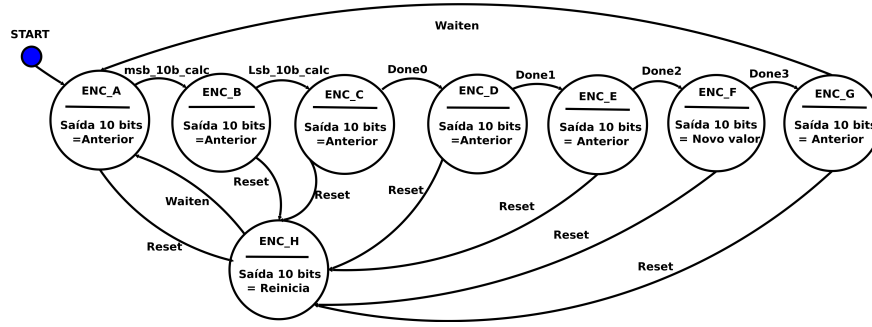 Waiten
START
msb_10b_calc
Lsb_10b_calc
Done0
Done1
Done2
Done3
ENC_A
Saída 10 bits
=Anterior
ENC_B
Saída 10 bits
=Anterior
ENC_C
Saída 10 bits
=Anterior
ENC_D
Saída 10 bits
=Anterior
ENC_E
Saída 10 bits
= Anterior
ENC_F
Saída 10 bits
= Novo valor
ENC_G
Saída 10 bits
= Anterior
Waiten
Reset
Reset
Reset
Reset
Reset
Reset
Reset
ENC_H
Saída 10 bits
= Reinicia